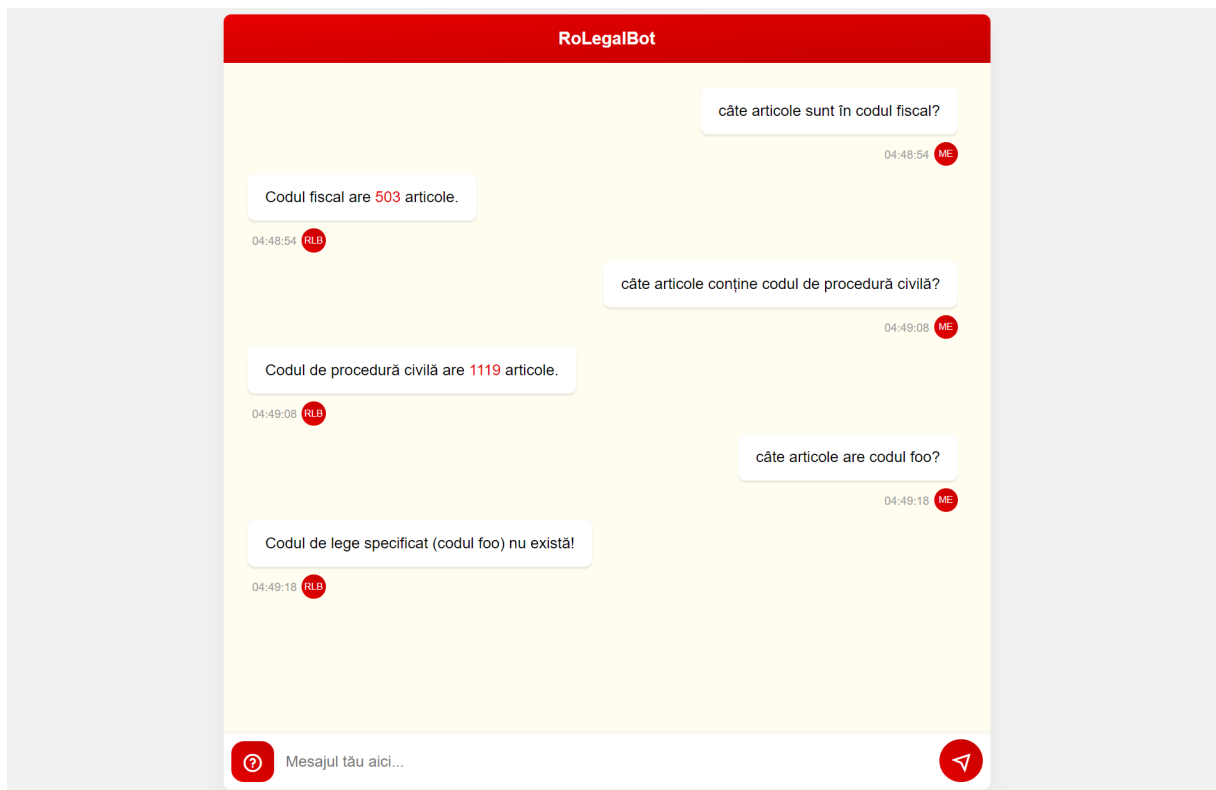 RoLegalBot
câte articole sunt în codul fiscal?
04:48:54 ME
Codul fiscal are 503 articole.
04:48:54 RLB
câte articole conține codul de procedură civilă?
04:49:08 ME
Codul de procedură civilă are 1119 articole.
04:49:08 RLB
câte articole are codul foo?
04:49:18 ME
Codul de lege specificat (codul foo) nu există!
04:49:18 RLB
Mesajul tău aici...